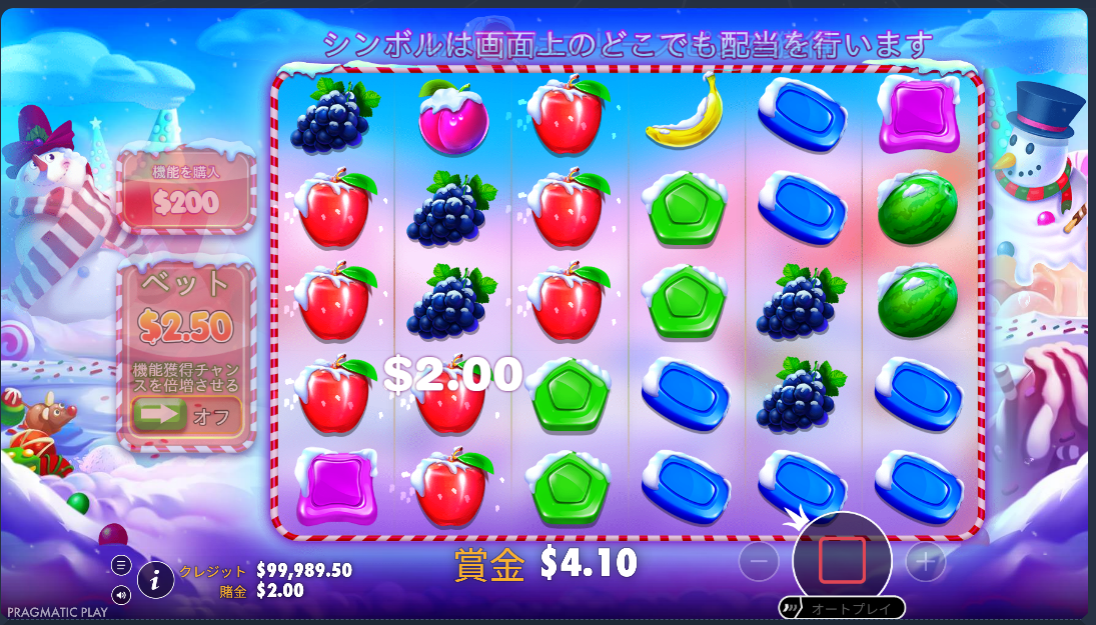 シンボルは画面上のどこでも配当を行います
機能を購入
$200
ベット
$2.50
機能獲得チャン
スを倍増させる
オフ
$2.00
クレジット $99,989.50
賭金 $2.00
賞金 $4.10
オートプレイ
PRAGMATIC PLAY